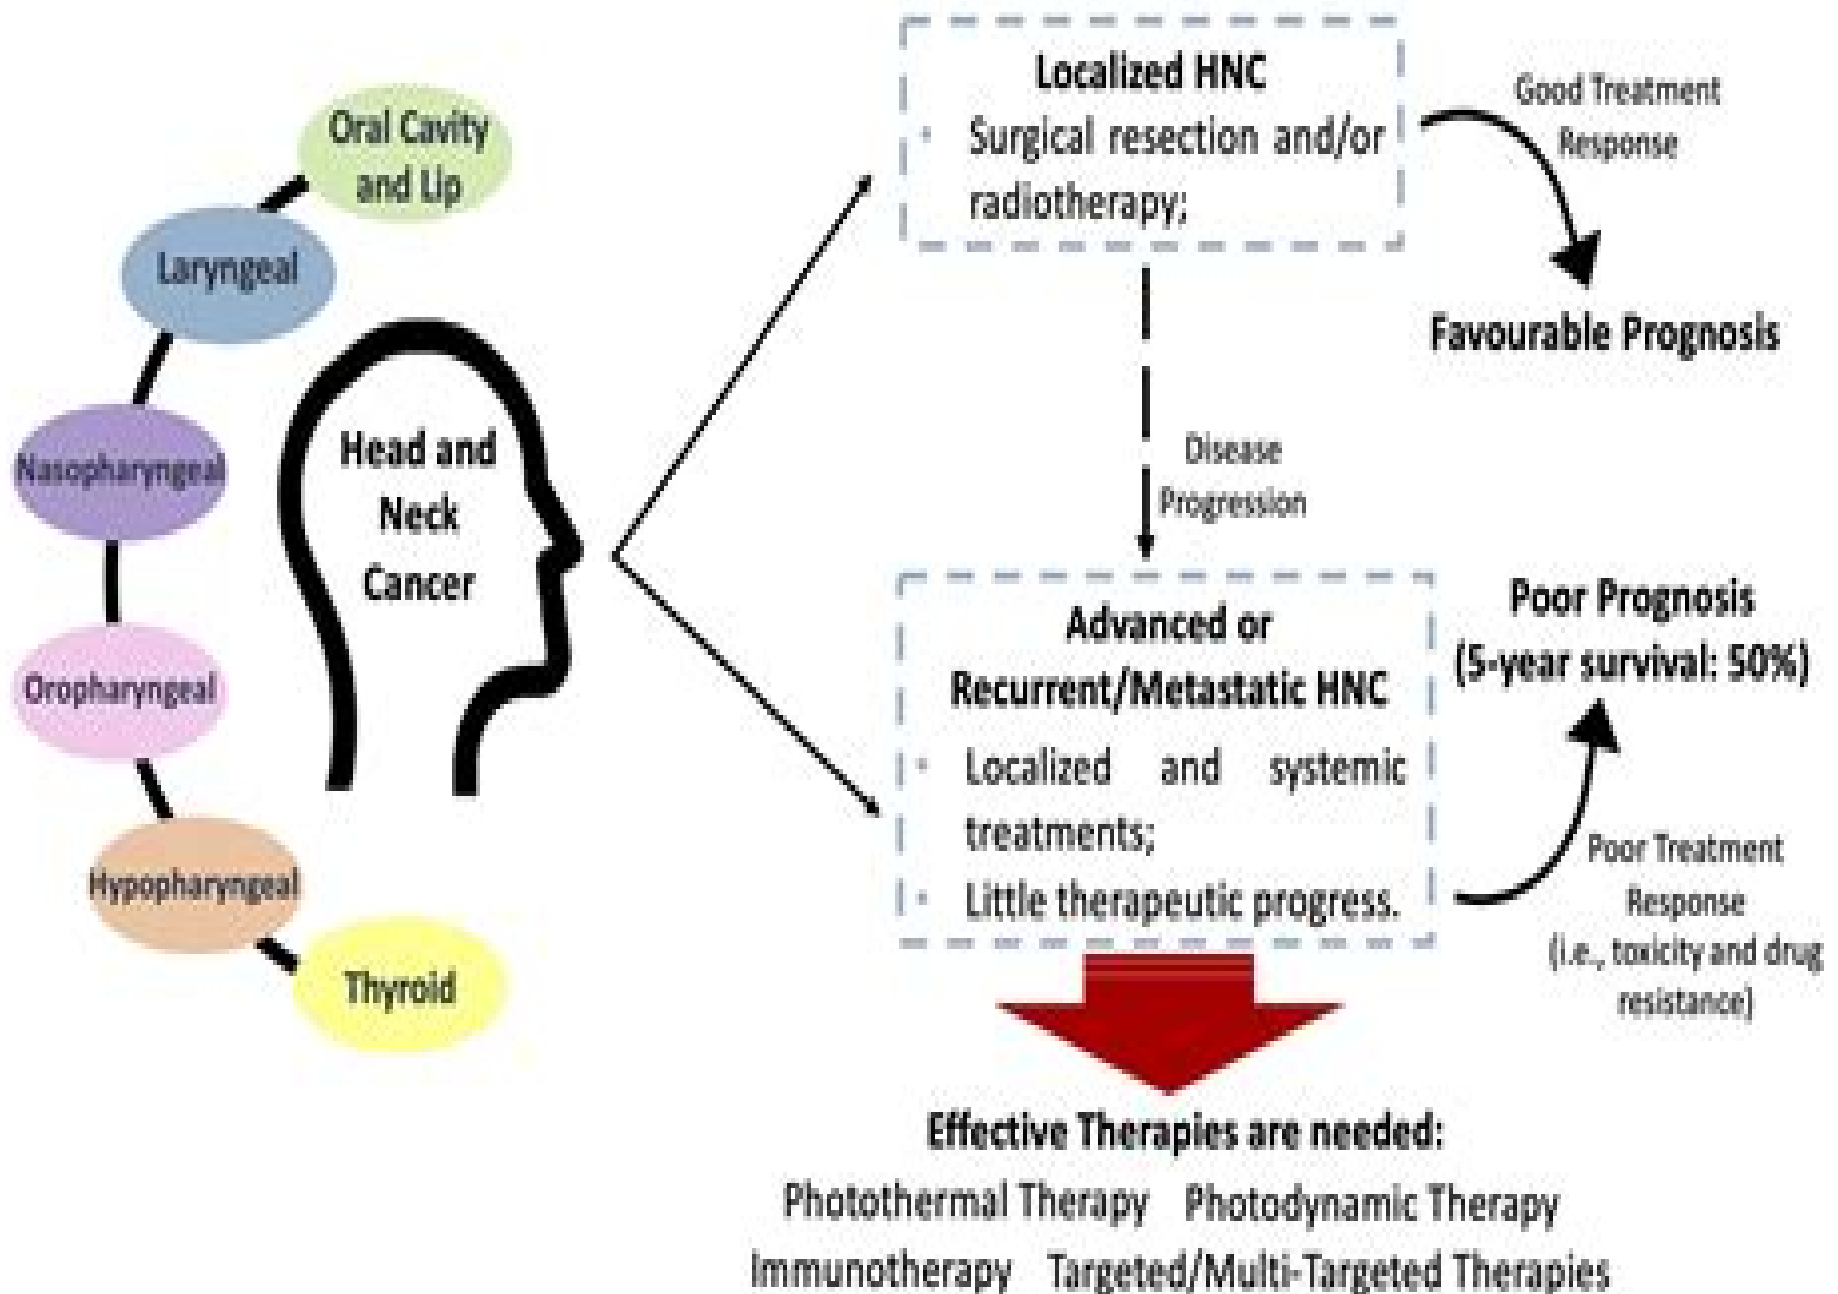 Oral Cavity
and Lip
Laryngeal
Nasopharyngeal
Oropharyngeal
Hypopharyngeal
Thyroid
Head and
Neck
Cancer
Localized HNC
Surgical resection and/or
radiotherapy;
Good Treatment
Response
Favourable Prognosis
Disease
Progression
Advanced or
Recurrent/Metastatic HNC
Localized and systemic
treatments;
Little therapeutic progress.
Poor Prognosis
(5-year survival: 50%)
Poor Treatment
Response
(i.e., toxicity and drug
resistance)
Effective Therapies are needed:
Photothermal Therapy Photodynamic Therapy
Immunotherapy Targeted/Multi-Targeted Therapies